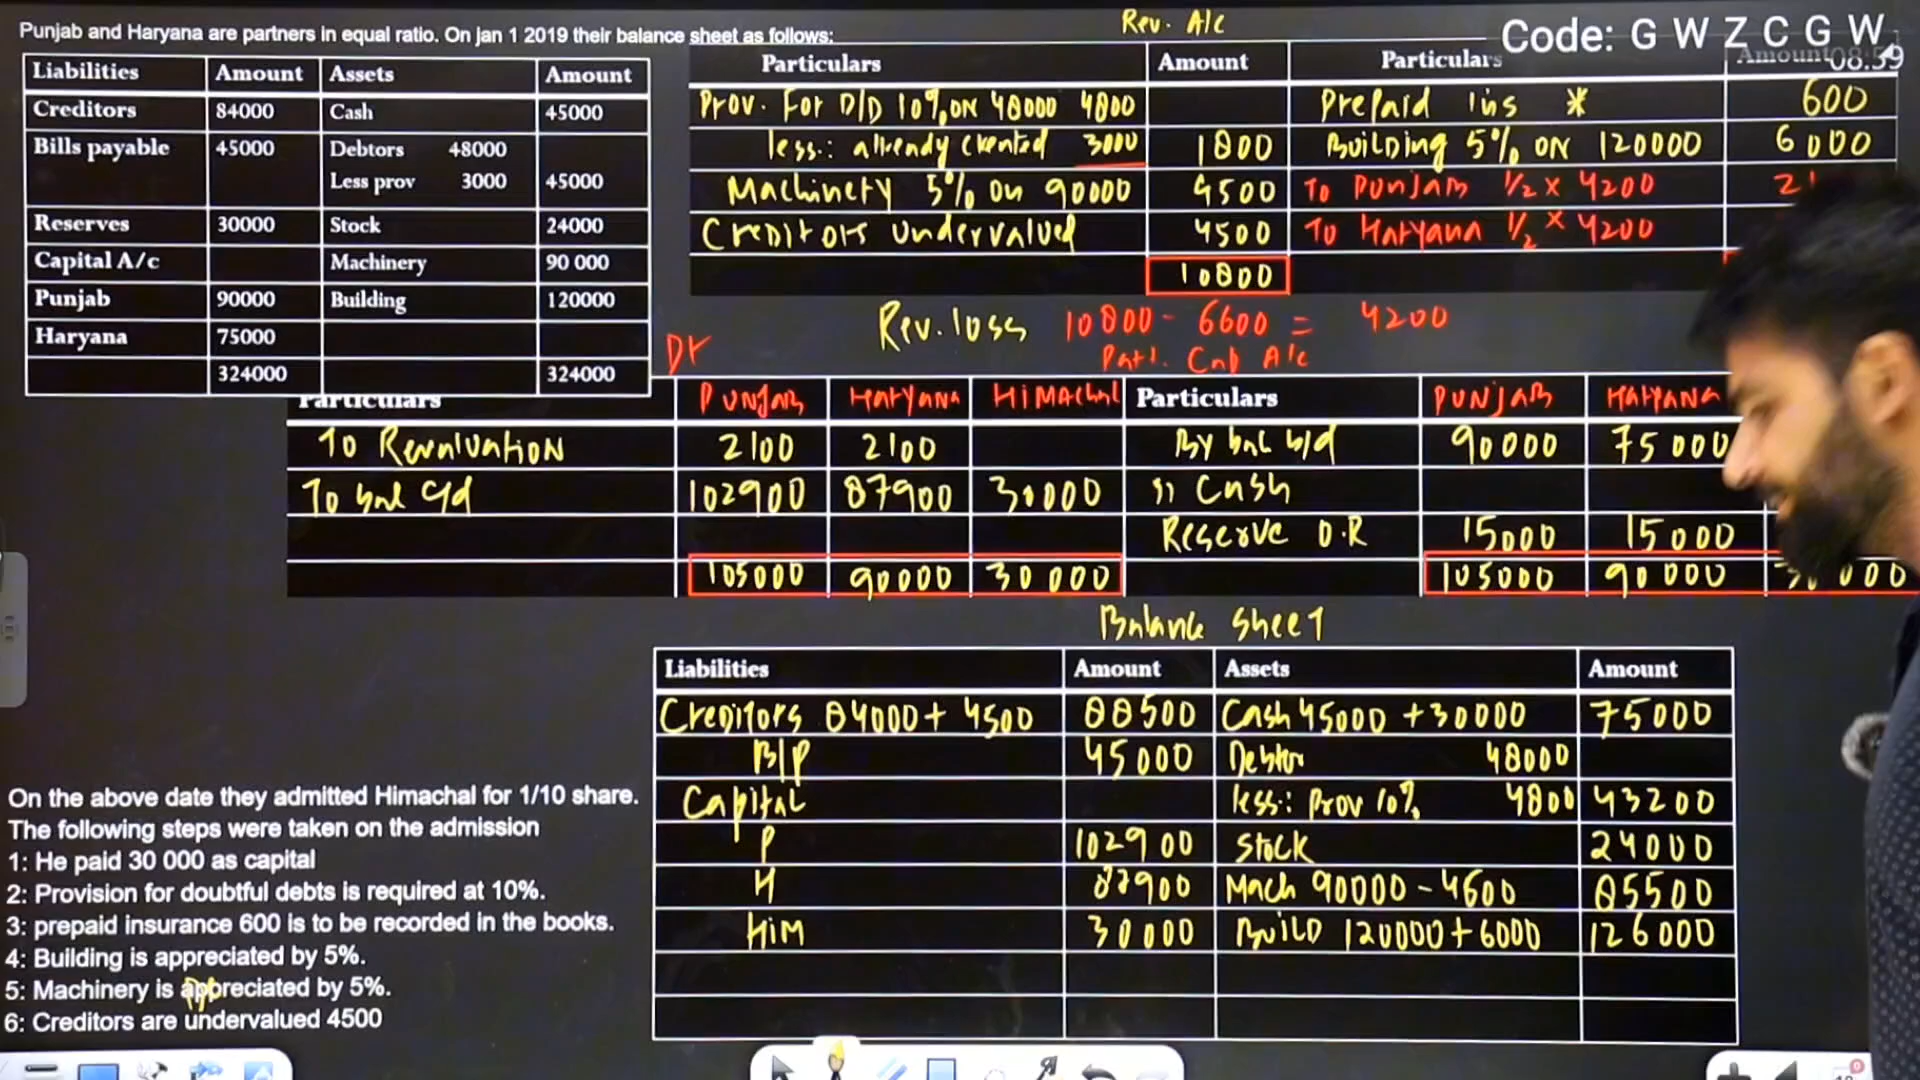 Punjab and Haryana are partners in equal ratio. On jan 1 2019 their balance sheet as follows:
Liabilities Amount Assets Amount
Creditors 84000 Cash 45000
Bills payable 45000 Debtors 48000
Less prov 3000 45000
Reserves 30000 Stock 24000
Capital A/c Machinery 90 000
Punjab 90000 Building 120000
Haryana 75000
324000 324000
Rev. A/c
Code: G W Z C G W
08:59
Particulars Amount Particulars Amount
Prov. For D/D 10% ON 48000 4800 Prepaid ins * 600
less: already created 3000 1800 Building 5% ON 120000 6000
Machinery 5% on 90000 4500 To Punjab 1/2 x 4200
Creditors undervalued 4500 To Haryana 1/2 x 4200
10800
Rev. loss 10800 - 6600 = 4200
Dr Part. Cap A/c
Particulars Punjab Haryana Himachal Particulars Punjab Haryana
To Revaluation 2100 2100 By bal b/d 90000 75000
To bal c/d 102900 87900 30000 " Cash
Reserve O.R 15000 15000
105000 90000 30000 105000 90000 30000
Balance Sheet
Liabilities Amount Assets Amount
Creditors 84000 + 4500 88500 Cash 45000 + 30000 75000
B/P 45000 Debtor 48000
Capital less: prov 10% 4800 43200
P 102900 Stock 24000
H 87900 Mach 90000 - 4500 85500
Him 30000 Build 120000 + 6000 126000
On the above date they admitted Himachal for 1/10 share.
The following steps were taken on the admission
1: He paid 30 000 as capital
2: Provision for doubtful debts is required at 10%.
3: prepaid insurance 600 is to be recorded in the books.
4: Building is appreciated by 5%.
5: Machinery is appreciated by 5%.
6: Creditors are undervalued 4500